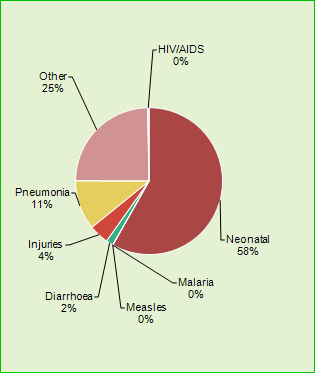 HIV/AIDS
0%
Other
25%
Pneumonia
11%
Neonatal
58%
Injuries
4%
Malaria
0%
Diarrhoea
2%
Measles
0%